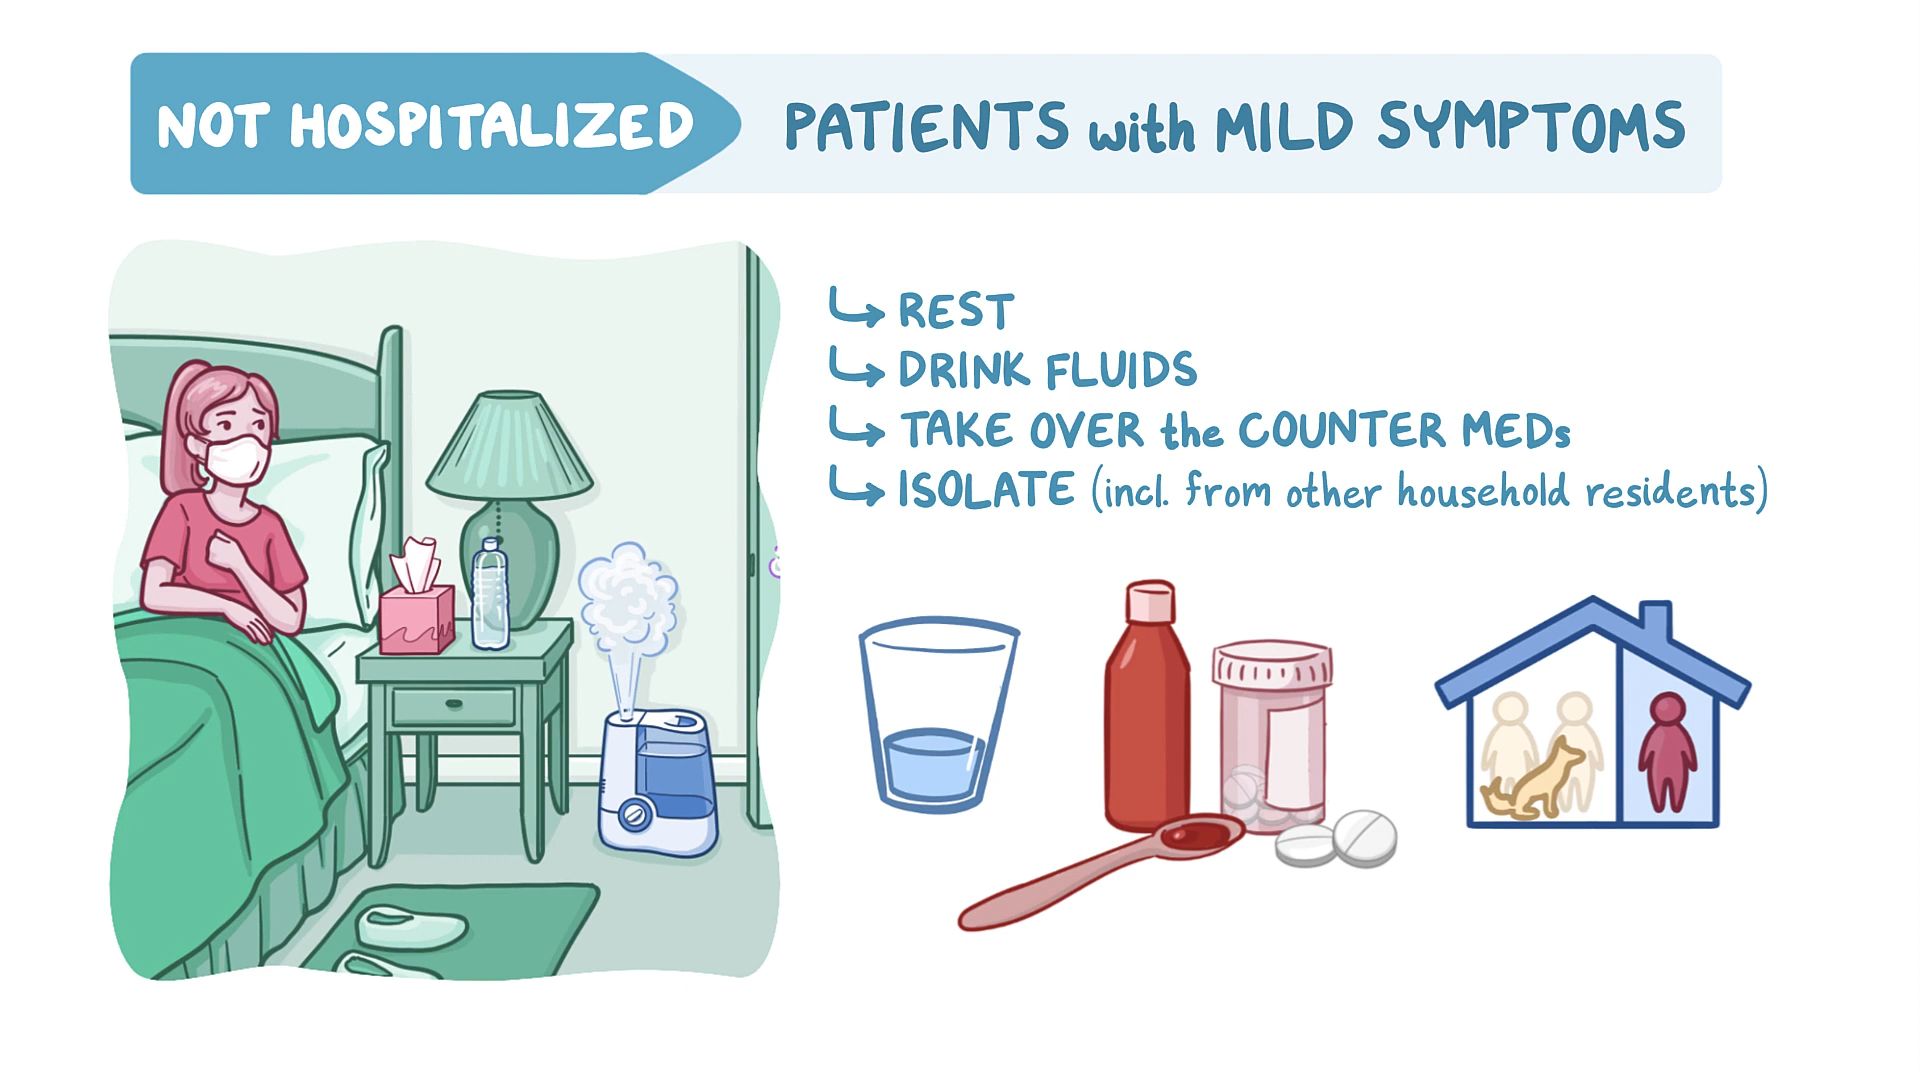 NOT HOSPITALIZED PATIENTS with MILD SYMPTOMS
REST
DRINK FLUIDS
TAKE OVER the COUNTER MEDs
ISOLATE (incl. from other household residents)